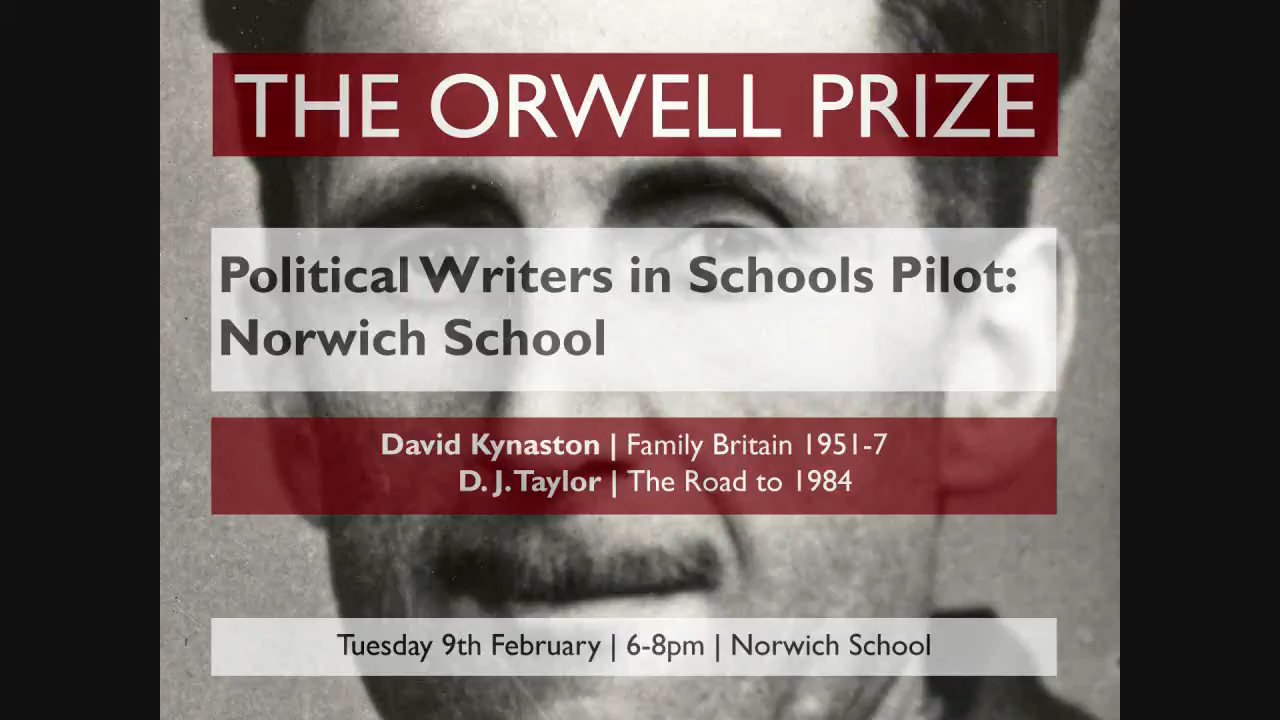 THE ORWELL PRIZE
Political Writers in Schools Pilot:
Norwich School
David Kynaston | Family Britain 1951-7
D. J. Taylor | The Road to 1984
Tuesday 9th February | 6-8pm | Norwich School